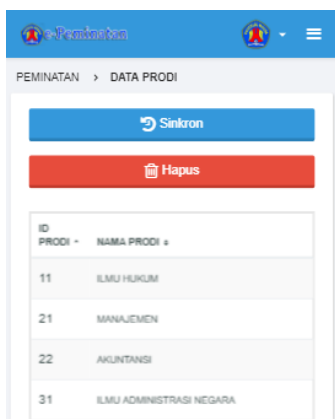 e-Peminatan
PEMINATAN > DATA PRODI
Sinkron
Hapus
ID
PRODI NAMA PRODI
11 ILMU HUKUM
21 MANAJEMEN
22 AKUNTANSI
31 ILMU ADMINISTRASI NEGARA